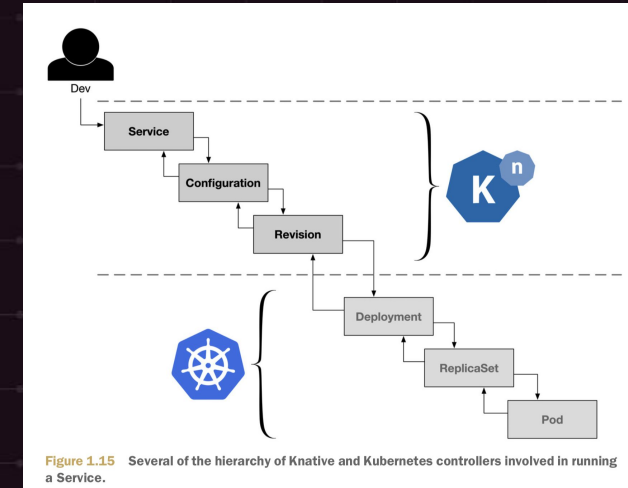 Dev
Service
Configuration
Revision
K
n
Deployment
ReplicaSet
Pod
Figure 1.15 Several of the hierarchy of Knative and Kubernetes controllers involved in running
a Service.